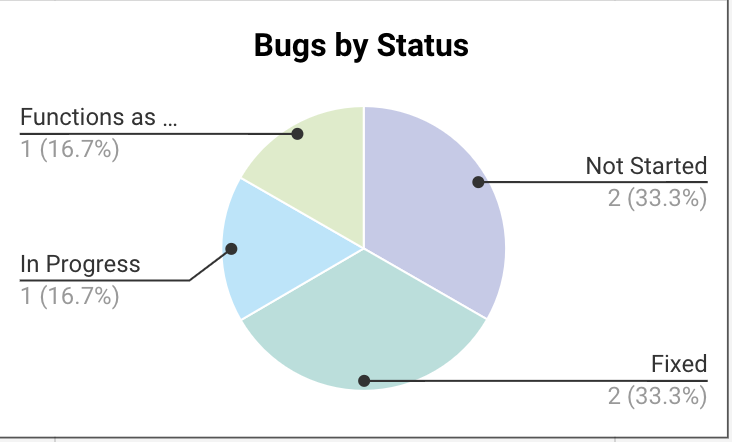 Bugs by Status
Functions as ...
1 (16.7%)
Not Started
2 (33.3%)
In Progress
1 (16.7%)
Fixed
2 (33.3%)